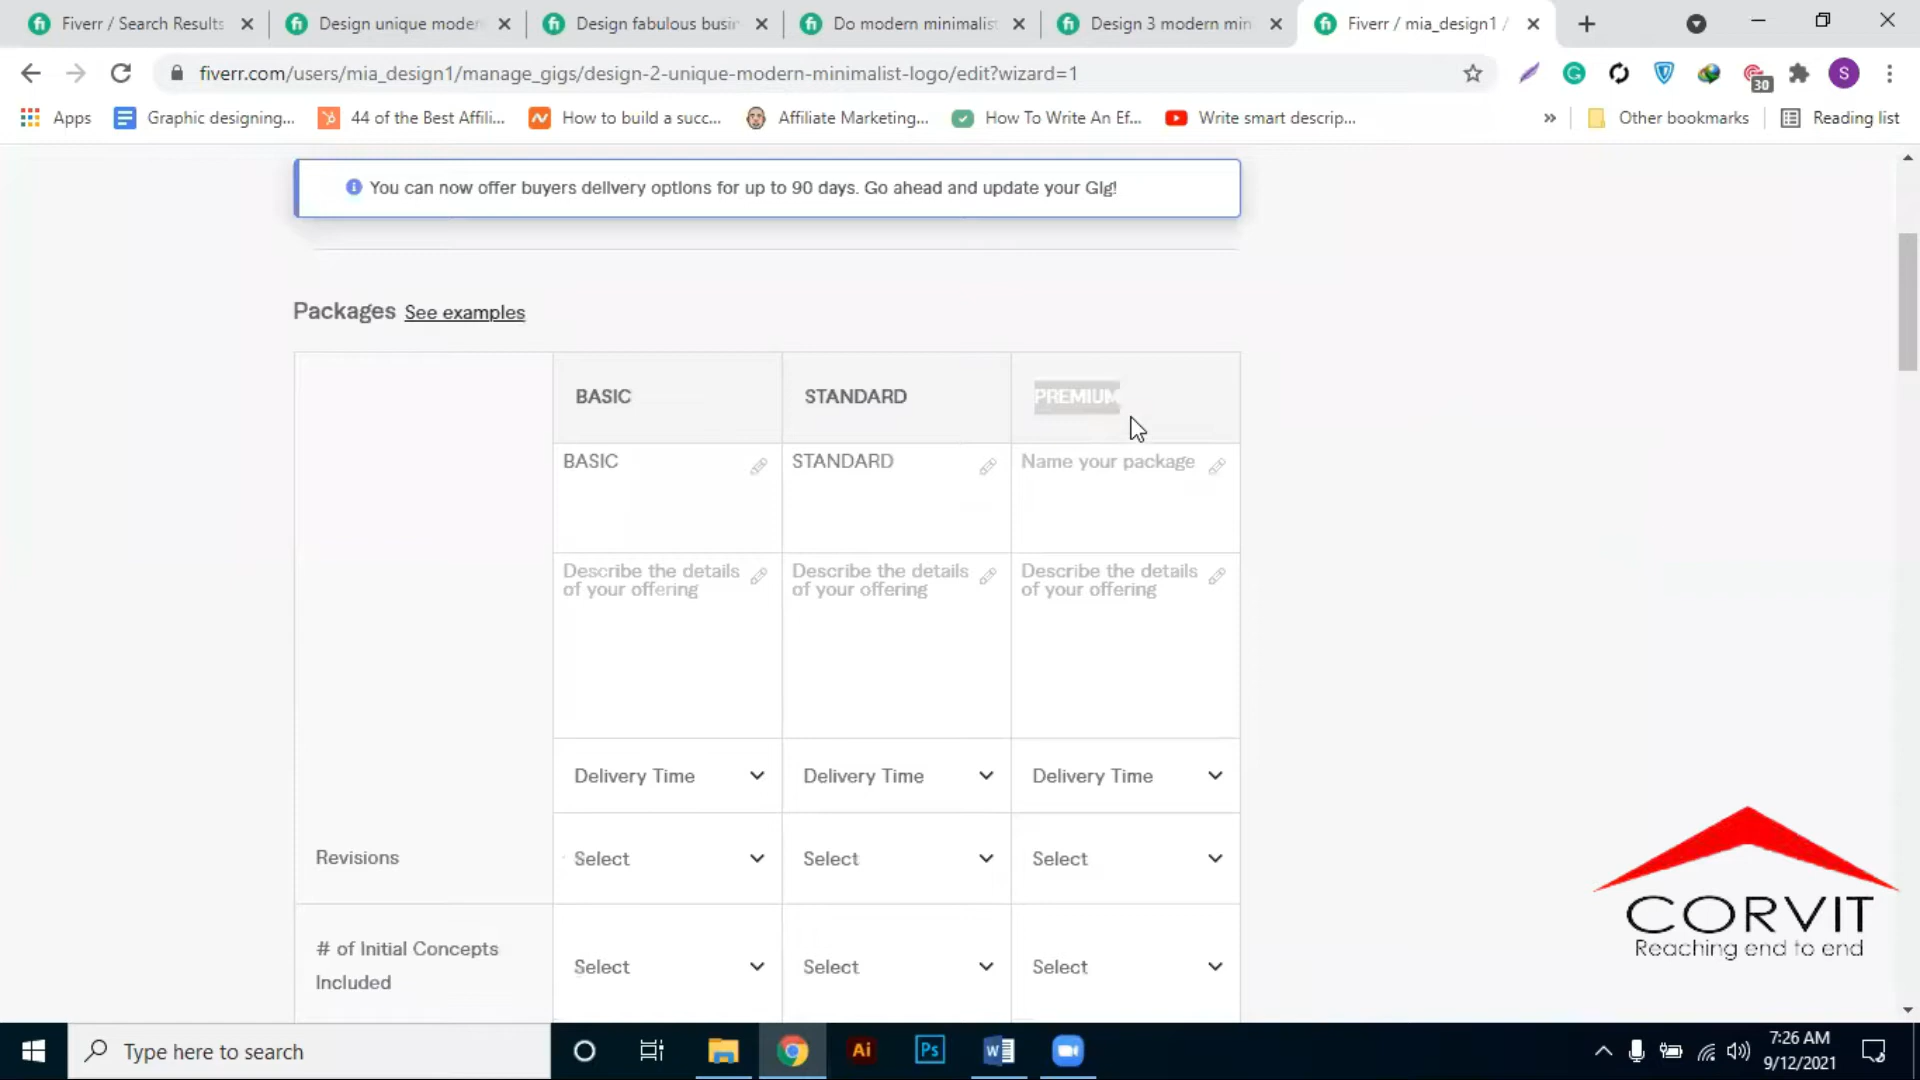 Fiverr / Search Results
Design unique moder
Design fabulous busin
Do modern minimalist
Design 3 modern min
Fiverr / mia_design1 /
fiverr.com/users/mia_design1/manage_gigs/design-2-unique-modern-minimalist-logo/edit?wizard=1
S
30
Apps
Graphic designing...
44 of the Best Affili...
How to build a succ...
Affiliate Marketing...
How To Write An Ef...
Write smart descrip...
»
Other bookmarks
Reading list
You can now offer buyers delivery options for up to 90 days. Go ahead and update your Gig!
Packages See examples
BASIC STANDARD PREMIUM
BASIC STANDARD Name your package
Describe the details Describe the details Describe the details
of your offering of your offering of your offering
Delivery Time Delivery Time Delivery Time
Revisions Select Select Select
# of Initial Concepts
Included
Select Select Select
CORVIT
Reaching end to end
Type here to search
Ai
Ps
7:26 AM
9/12/2021